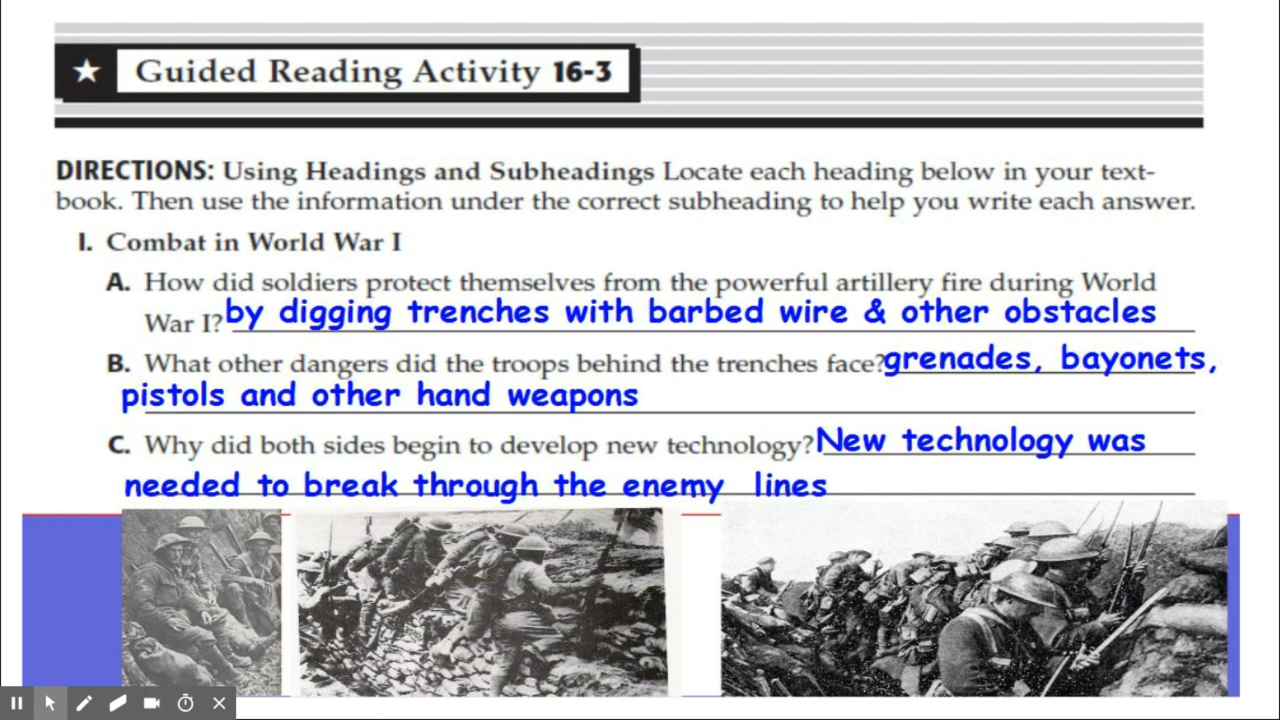 Guided Reading Activity 16-3
DIRECTIONS: Using Headings and Subheadings Locate each heading below in your text-
book. Then use the information under the correct subheading to help you write each answer.
I. Combat in World War I
A. How did soldiers protect themselves from the powerful artillery fire during World
War I? by digging trenches with barbed wire & other obstacles
B. What other dangers did the troops behind the trenches face? grenades, bayonets,
pistols and other hand weapons
C. Why did both sides begin to develop new technology? New technology was
needed to break through the enemy lines